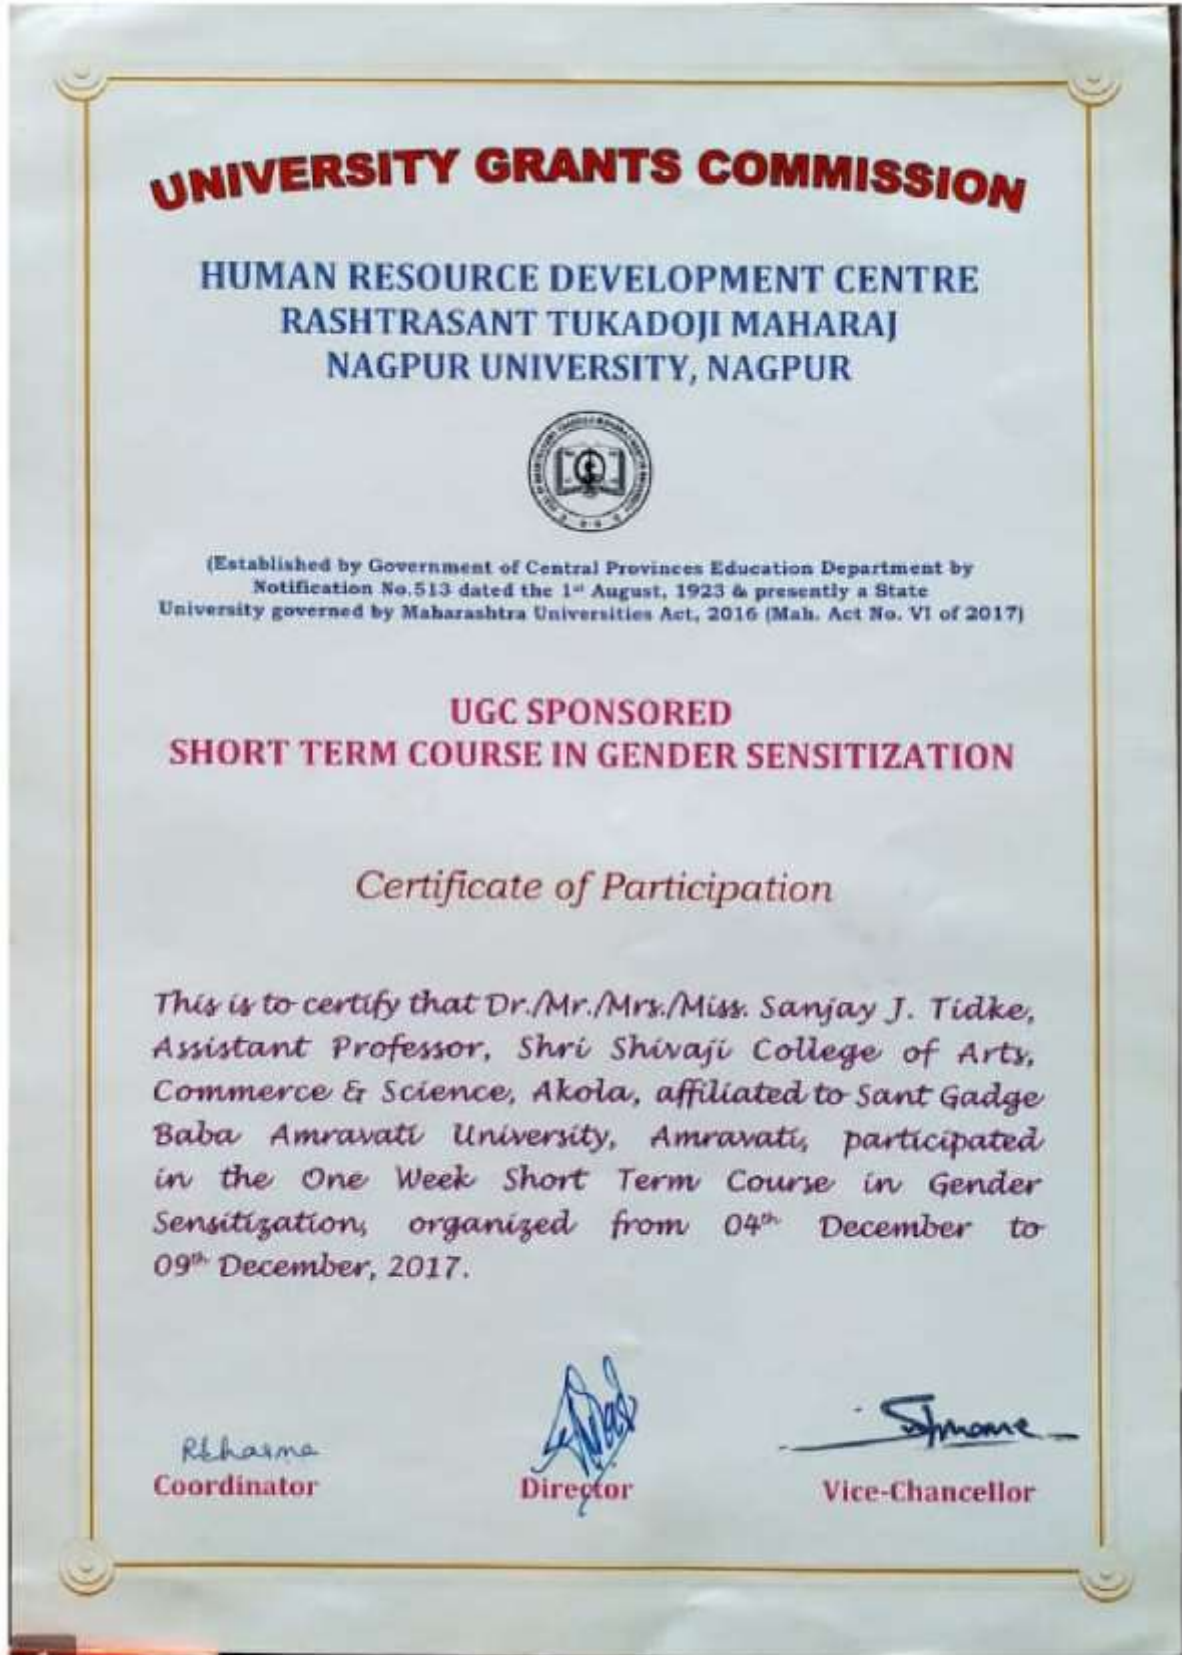 UNIVERSITY GRANTS COMMISSION
HUMAN RESOURCE DEVELOPMENT CENTRE
RASHTRASANT TUKADOJI MAHARAJ
NAGPUR UNIVERSITY, NAGPUR
(Established by Government of Central Provinces Education Department by
Notification No.513 dated the 1st August, 1923 & presently a State
University governed by Maharashtra Universities Act, 2016 (Mah. Act No. VI of 2017)
UGC SPONSORED
SHORT TERM COURSE IN GENDER SENSITIZATION
Certificate of Participation
This is to certify that Dr./Mr./Mrs./Miss. Sanjay J. Tidke,
Assistant Professor, Shri Shivaji College of Arts,
Commerce & Science, Akola, affiliated to Sant Gadge
Baba Amravati University, Amravati, participated
in the One Week Short Term Course in Gender
Sensitization, organized from 04th December to
09th December, 2017.
RSharma
Coordinator
Director
Vice-Chancellor